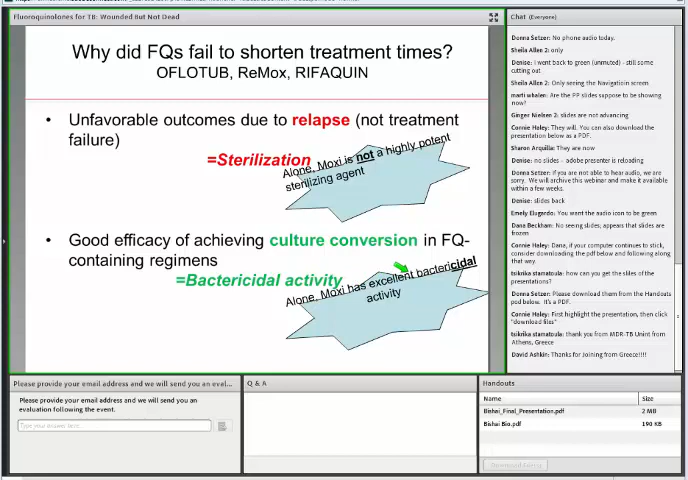 Fluoroquinolones for TB: Wounded But Not Dead
Why did FQs fail to shorten treatment times?
OFLOTUB, ReMox, RIFAQUIN
• Unfavorable outcomes due to relapse (not treatment
failure)
=Sterilization
Alone, Moxi is not a highly potent
sterilizing agent
• Good efficacy of achieving culture conversion in FQ-
containing regimens
=Bactericidal activity
Alone, Moxi has excellent bactericidal
activity
Chat (Everyone)
Donna Setzer: No phone audio today.
Sheila Allen 2: only
Denise: I went back to green (unmuted) - still some
cutting out
Sheila Allen 2: Only seeing the Navigation screen
marti whalen: Are the PP slides suppose to be showing
now?
Ginger Nielsen 2: slides are not advancing
Connie Haley: They will. You can also download the
presentation below as a PDF.
Sharon Arquilla: They are now
Denise: no slides - adobe presenter is reloading
Donna Setzer: If you are not able to hear audio, we are
sorry. We will archive this webinar and make it available
within a few weeks.
Denise: slides back
Emely Elugardo: You want the audio icon to be green
Dana Beckham: No seeing slides; appears that slides are
frozen
Connie Haley: Dana, if your computer continues to stick,
consider downloading the pdf below and following along
that way.
tsikrika stamatoula: how can you get the slides of the
presentations?
Donna Setzer: Please download them from the Handouts
pod below. It's a PDF.
Connie Haley: First highlight the presentation, then click
"download files"
tsikrika stamatoula: thank you from MDR-TB Unint from
Athens, Greece
David Ashkin: Thanks for Joining from Greece!!!!
Please provide your email address and we will send you an eval...
Please provide your email address and we will send you an
evaluation following the event.
Type your answer here...
Q & A
Handouts
Name Size
Bishai_Final_Presentation.pdf 2 MB
Bishai Bio.pdf 190 KB